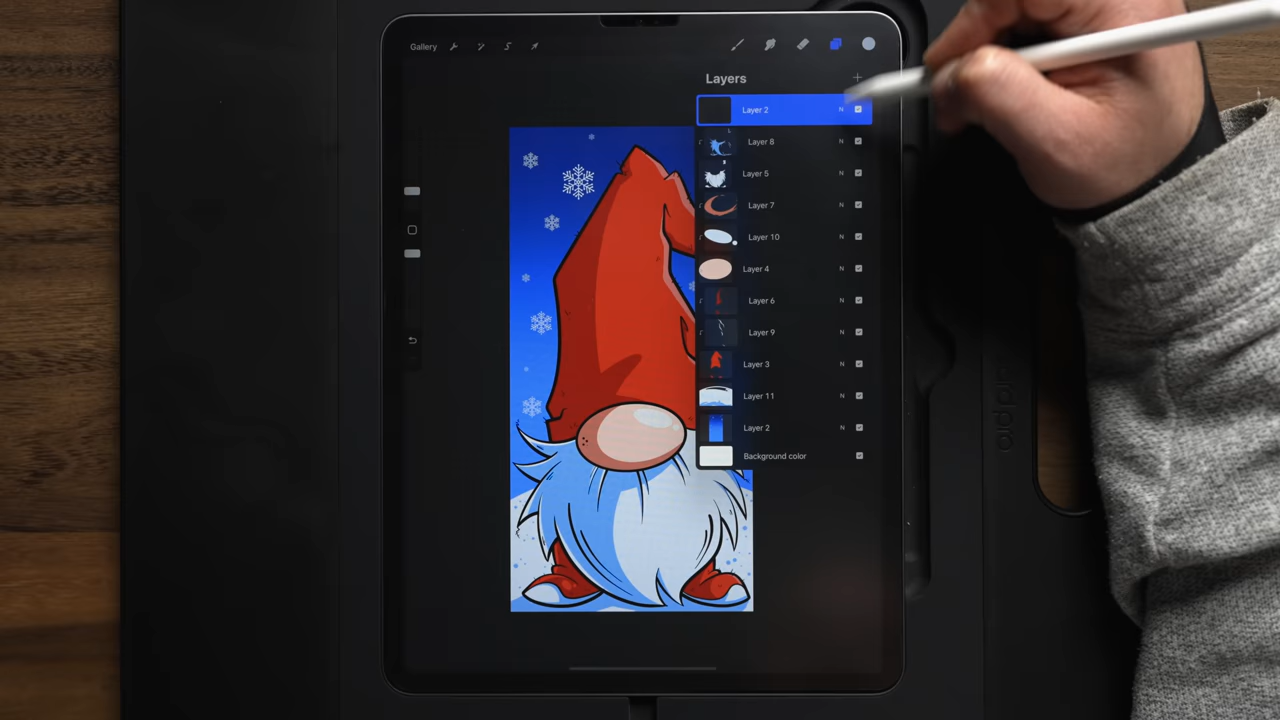 Gallery
Layers
Layer 2 N
Layer 8 N
Layer 5 N
Layer 7 N
Layer 10 N
Layer 4 N
Layer 6 N
Layer 9 N
Layer 3 N
Layer 11 N
Layer 2 N
Background color